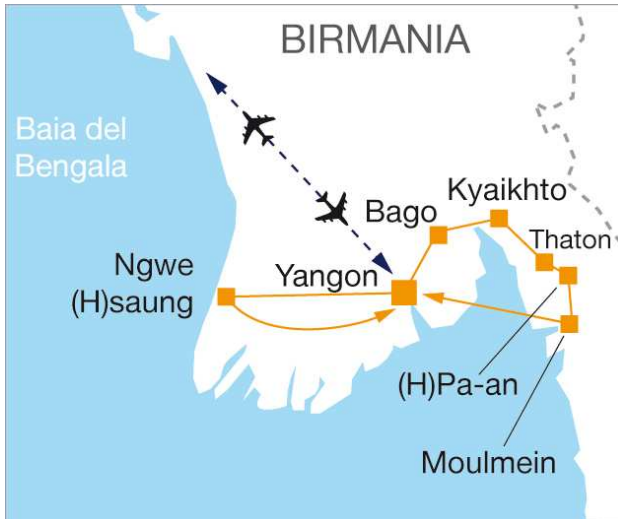 BIRMANIA
Baia del
Bengala
Kyaikhto
Bago
Thaton
Ngwe
(H)saung
Yangon
(H)Pa-an
Moulmein